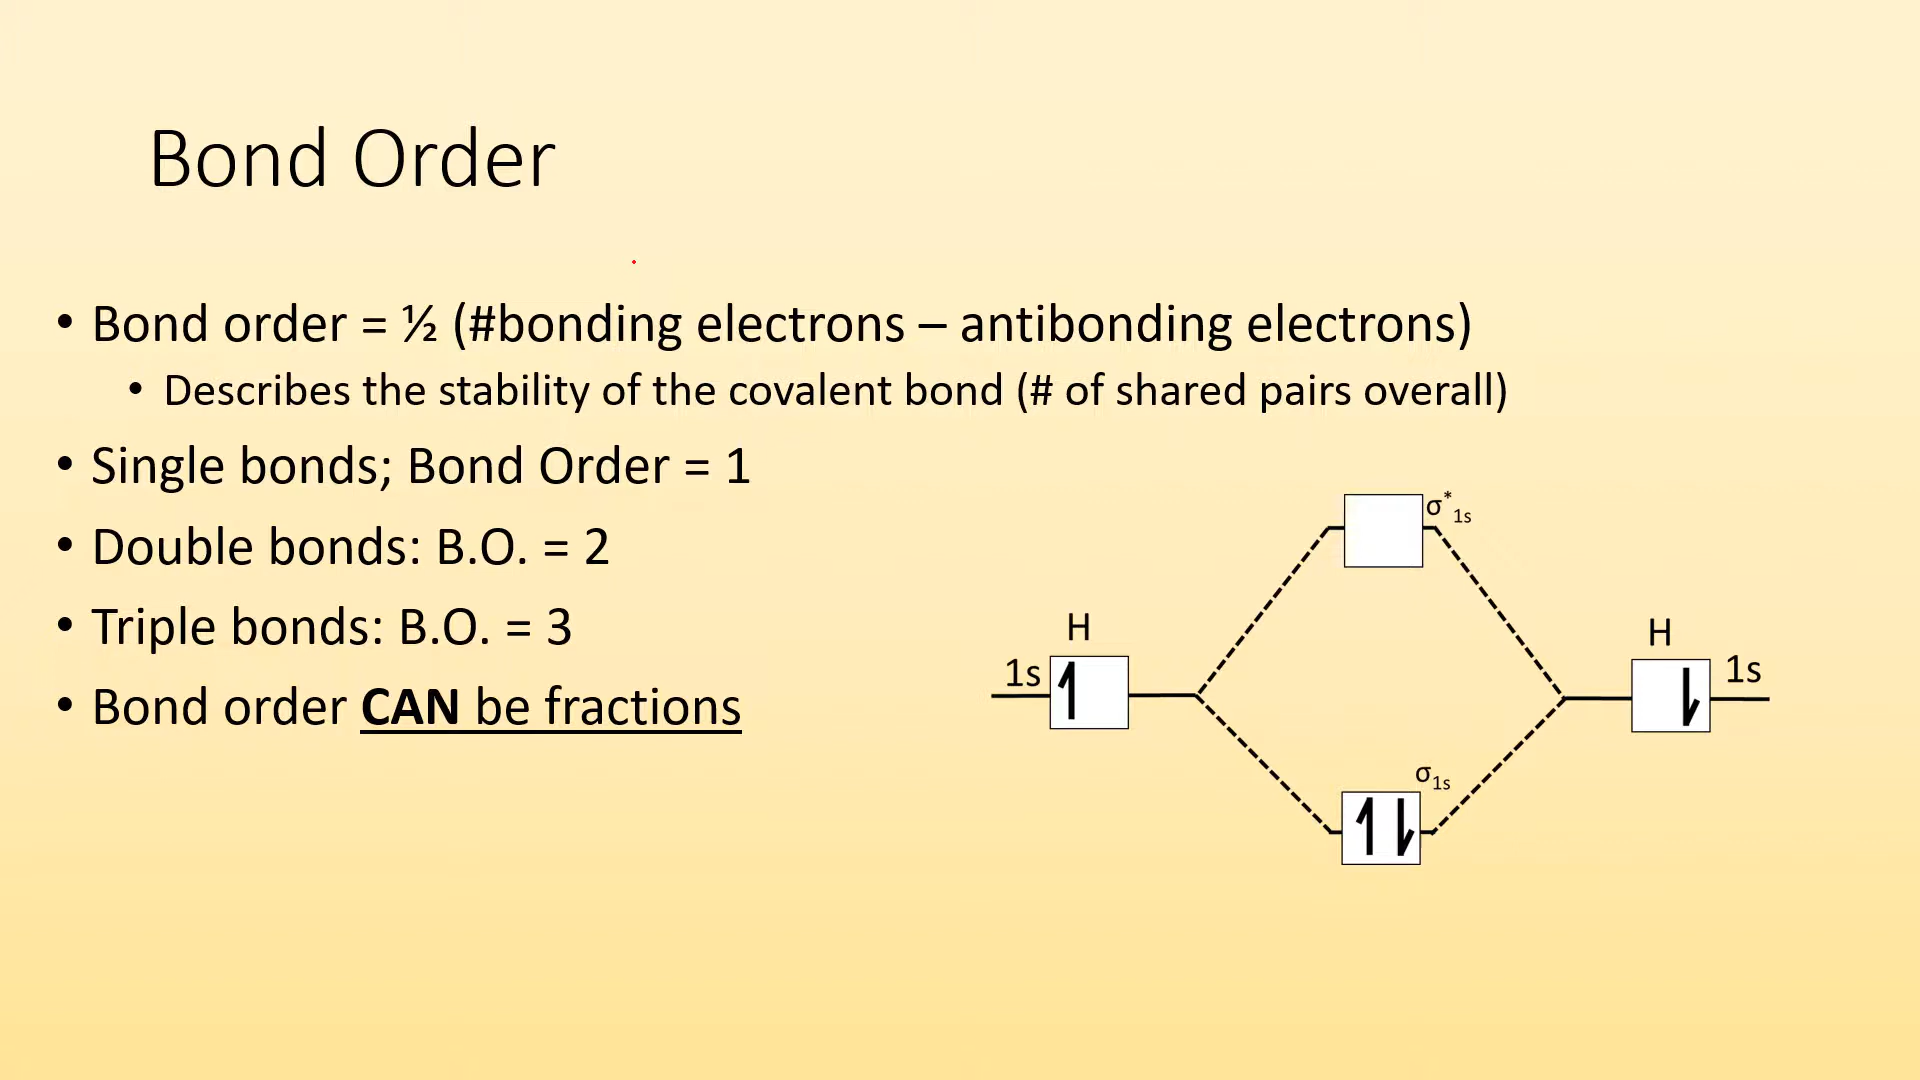 Bond Order
• Bond order = ½ (#bonding electrons – antibonding electrons)
• Describes the stability of the covalent bond (# of shared pairs overall)
• Single bonds; Bond Order = 1
• Double bonds: B.O. = 2
• Triple bonds: B.O. = 3
• Bond order CAN be fractions
σ*1s
H
H
1s
1s
σ1s